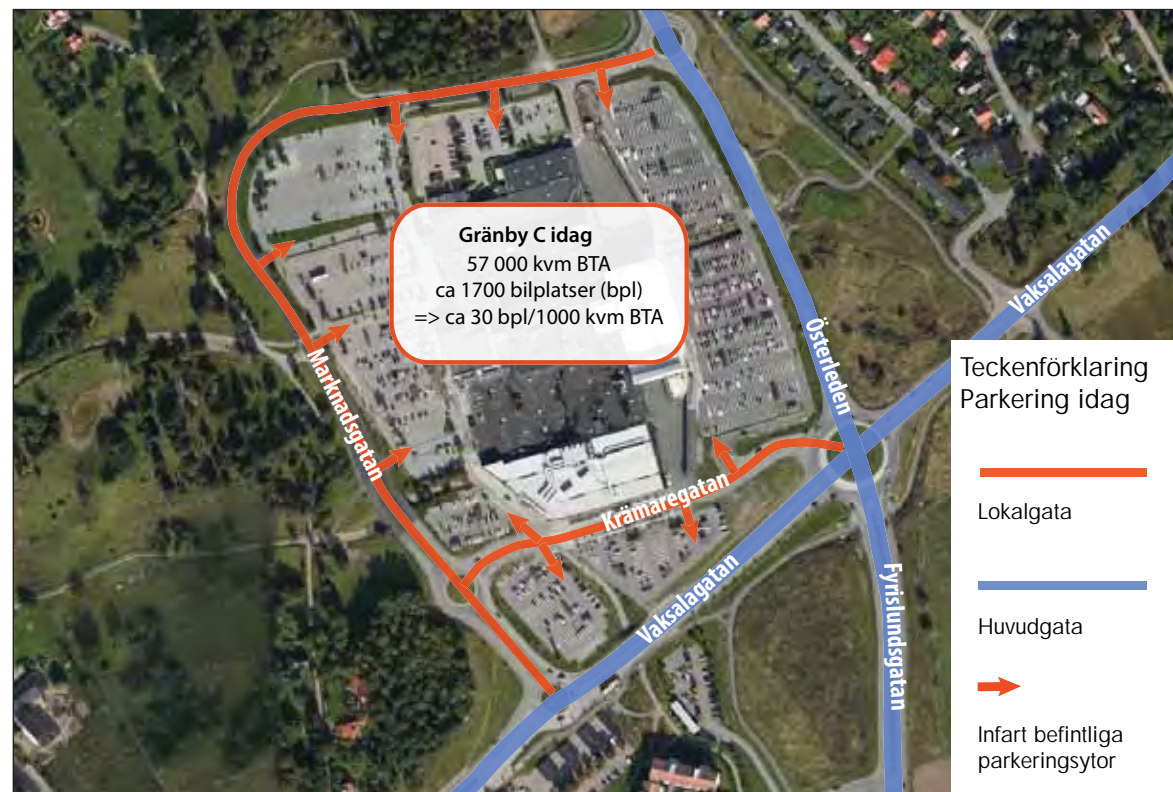 Gränby C idag
57 000 kvm BTA
ca 1700 bilplatser (bpl)
=> ca 30 bpl/1000 kvm BTA
Marknadsgatan
Krämaregatan
Vaksalagatan
Österleden
Vaksalagatan
Fyrislundsgatan
Teckenförklaring
Parkering idag
Lokalgata
Huvudgata
Infart befintliga
parkeringsytor